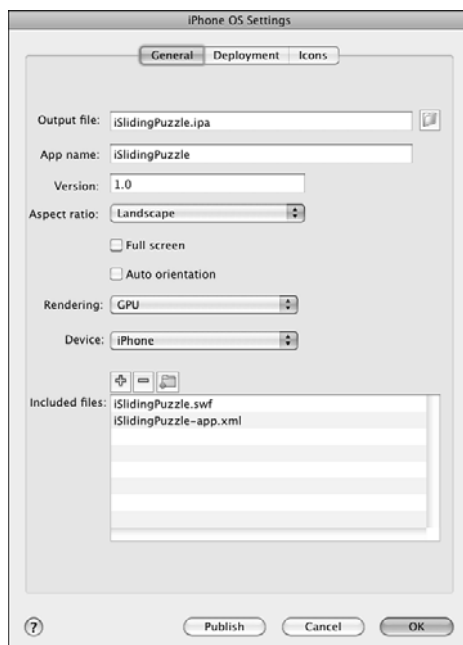 iPhone OS Settings
General Deployment Icons
Output file: iSlidingPuzzle.ipa
App name: iSlidingPuzzle
Version: 1.0
Aspect ratio: Landscape
Full screen
Auto orientation
Rendering: GPU
Device: iPhone
Included files: iSlidingPuzzle.swf
iSlidingPuzzle-app.xml
? Publish Cancel OK